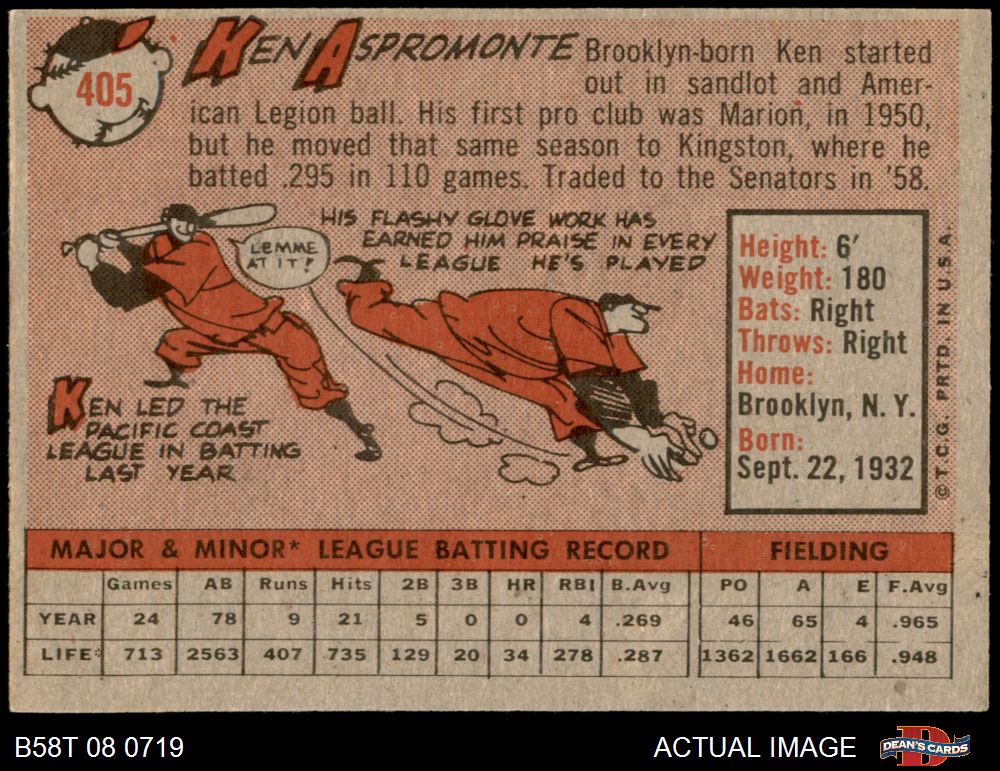 405
KEN ASPROMONTE
Brooklyn-born Ken started
out in sandlot and Amer-
ican Legion ball. His first pro club was Marion, in 1950,
but he moved that same season to Kingston, where he
batted .295 in 110 games. Traded to the Senators in '58.
LEMME
AT IT!
HIS FLASHY GLOVE WORK HAS
EARNED HIM PRAISE IN EVERY
LEAGUE HE'S PLAYED
KEN LED THE
PACIFIC COAST
LEAGUE IN BATTING
LAST YEAR
Height: 6'
Weight: 180
Bats: Right
Throws: Right
Home:
Brooklyn, N. Y.
Born:
Sept. 22, 1932
© T.C.G. PRTD. IN U.S.A.
MAJOR & MINOR* LEAGUE BATTING RECORD FIELDING
Games AB Runs Hits 2B 3B HR RBI B.Avg PO A E F.Avg
YEAR 24 78 9 21 5 0 0 4 .269 46 65 4 .965
LIFE* 713 2563 407 735 129 20 34 278 .287 1362 1662 166 .948
B58T 08 0719 ACTUAL IMAGE DEAN'S CARDS